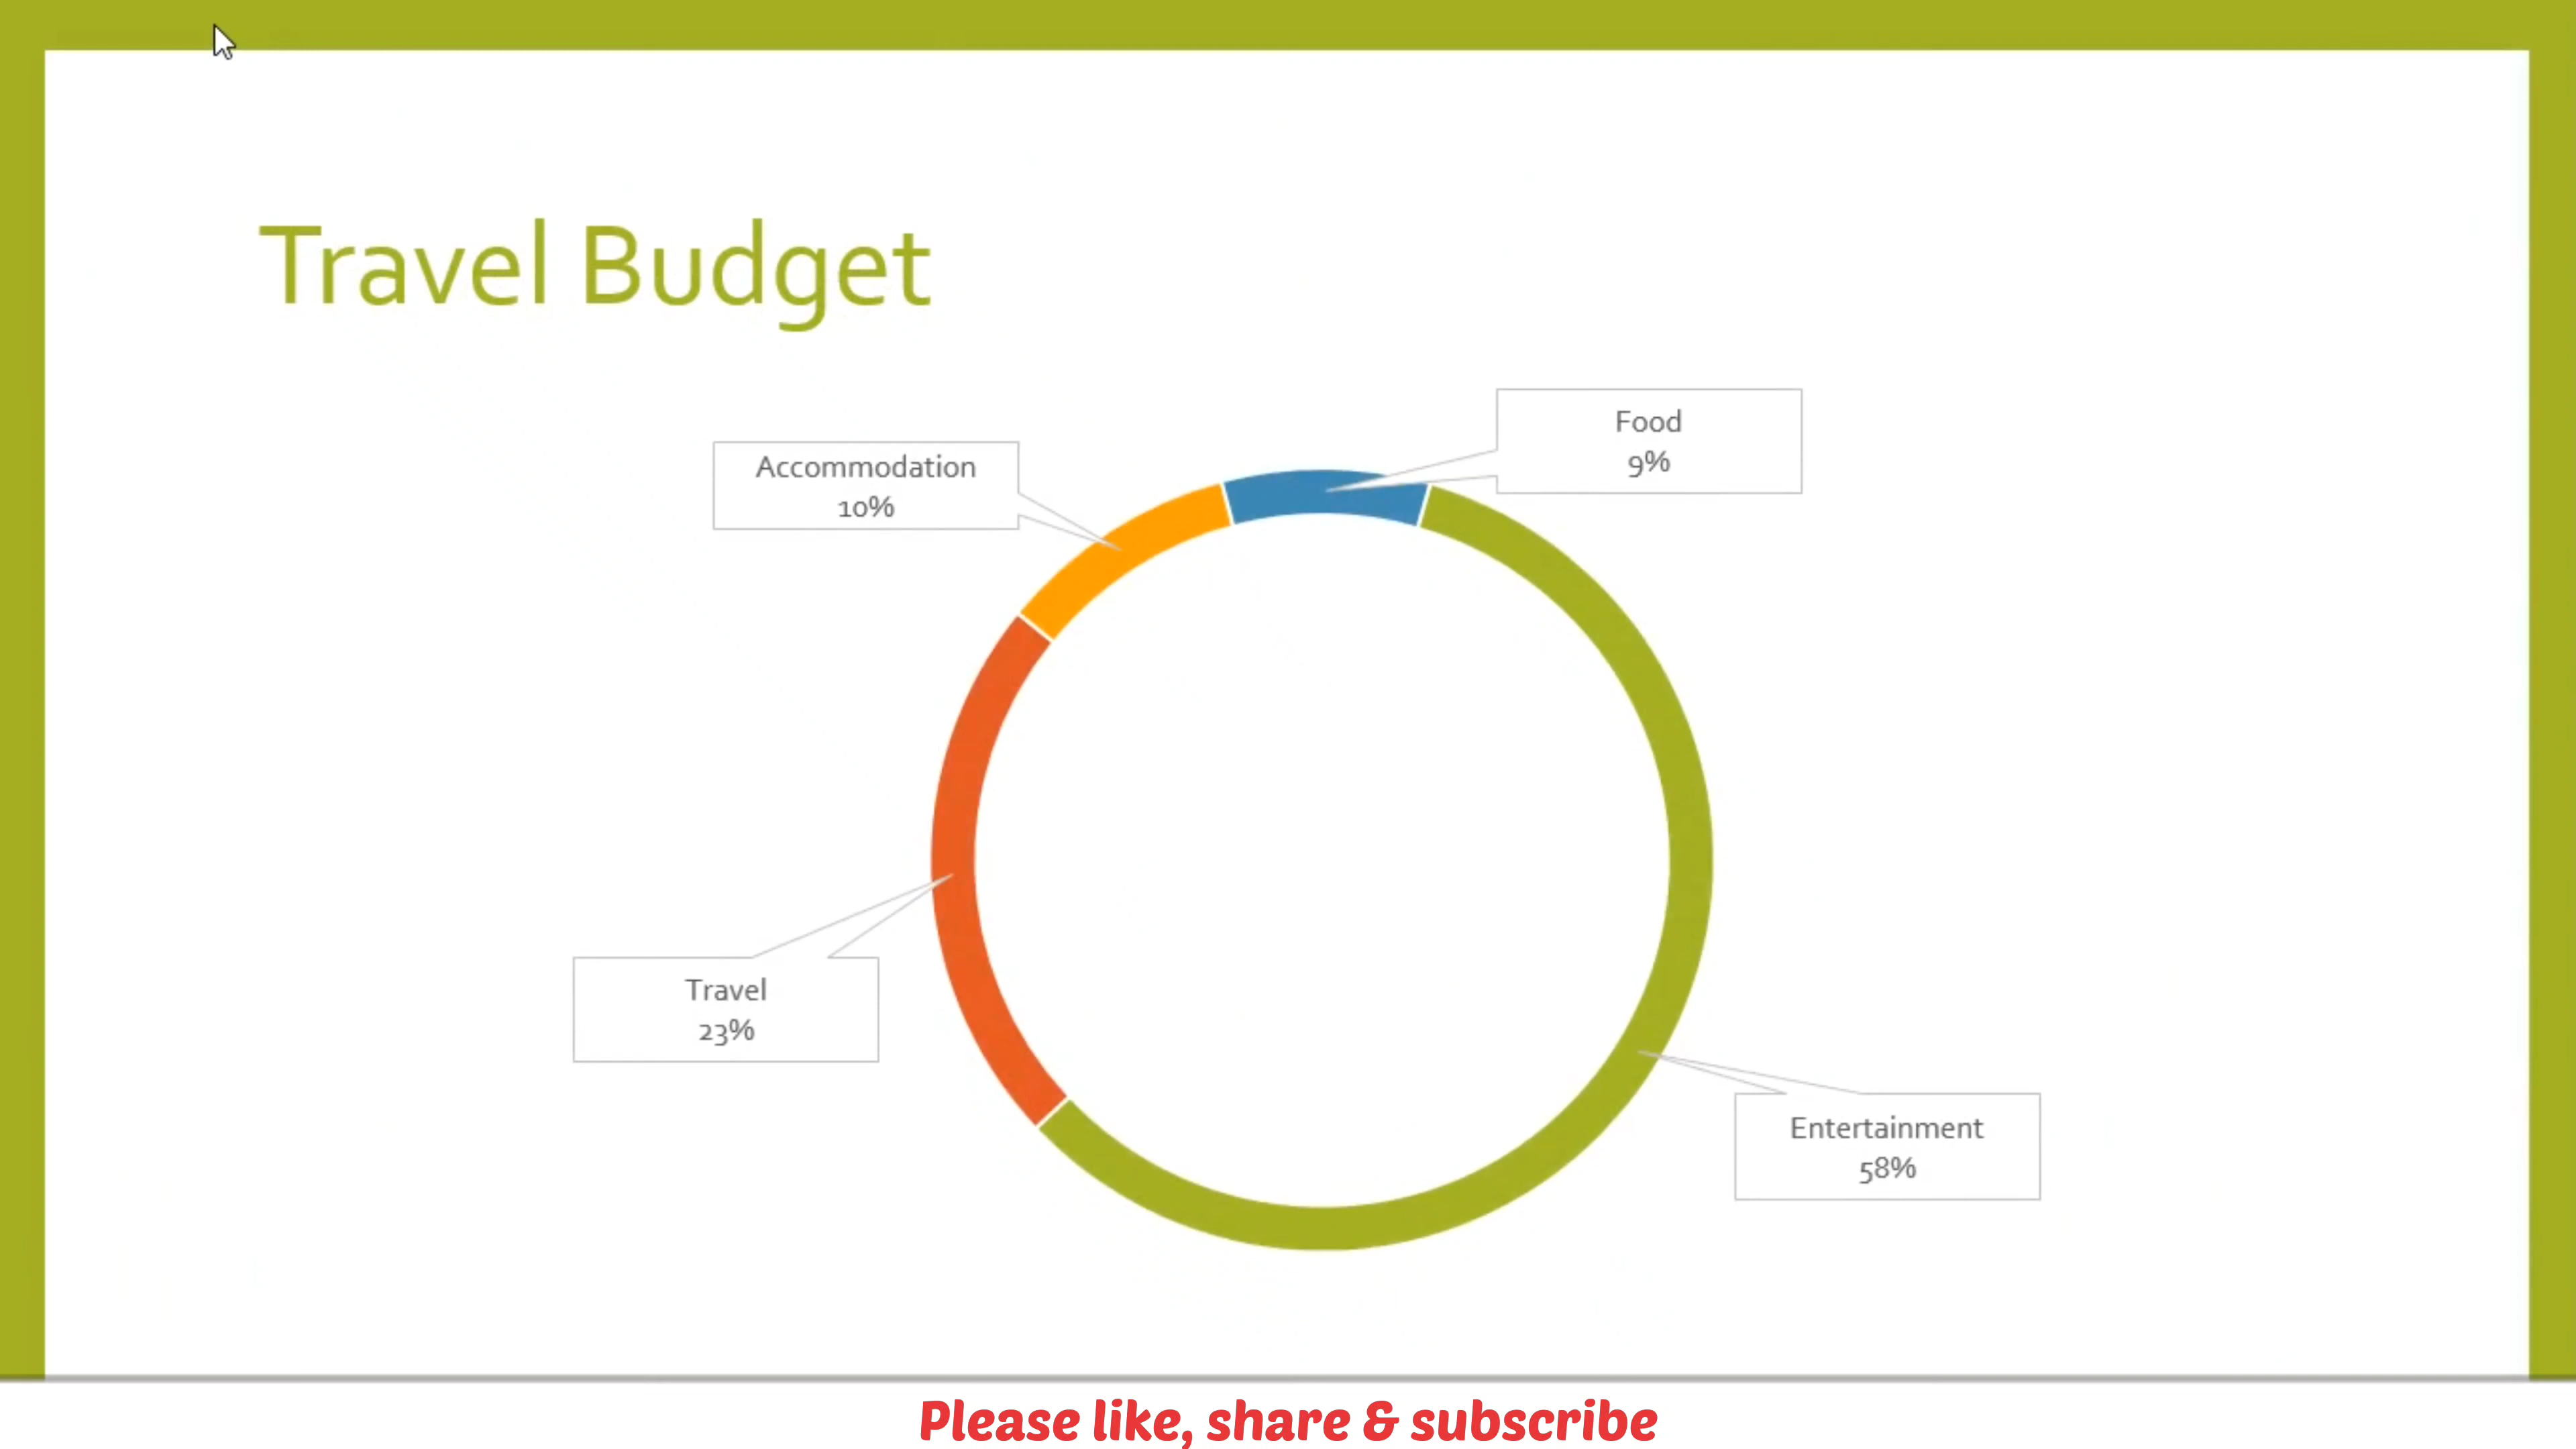 Travel Budget
Food
9%
Accommodation
10%
Travel
23%
Entertainment
58%
Please like, share & subscribe